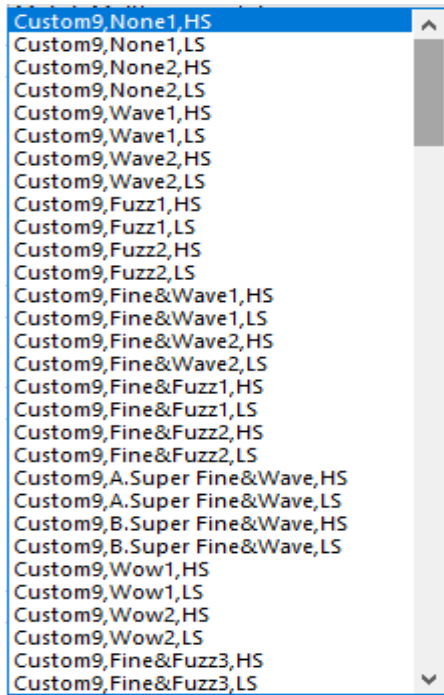 Custom9,None1,HS
Custom9,None1,LS
Custom9,None2,HS
Custom9,None2,LS
Custom9,Wave1,HS
Custom9,Wave1,LS
Custom9,Wave2,HS
Custom9,Wave2,LS
Custom9,Fuzz1,HS
Custom9,Fuzz1,LS
Custom9,Fuzz2,HS
Custom9,Fuzz2,LS
Custom9,Fine&Wave1,HS
Custom9,Fine&Wave1,LS
Custom9,Fine&Wave2,HS
Custom9,Fine&Wave2,LS
Custom9,Fine&Fuzz1,HS
Custom9,Fine&Fuzz1,LS
Custom9,Fine&Fuzz2,HS
Custom9,Fine&Fuzz2,LS
Custom9,A.Super Fine&Wave,HS
Custom9,A.Super Fine&Wave,LS
Custom9,B.Super Fine&Wave,HS
Custom9,B.Super Fine&Wave,LS
Custom9,Wow1,HS
Custom9,Wow1,LS
Custom9,Wow2,HS
Custom9,Wow2,LS
Custom9,Fine&Fuzz3,HS
Custom9,Fine&Fuzz3,LS